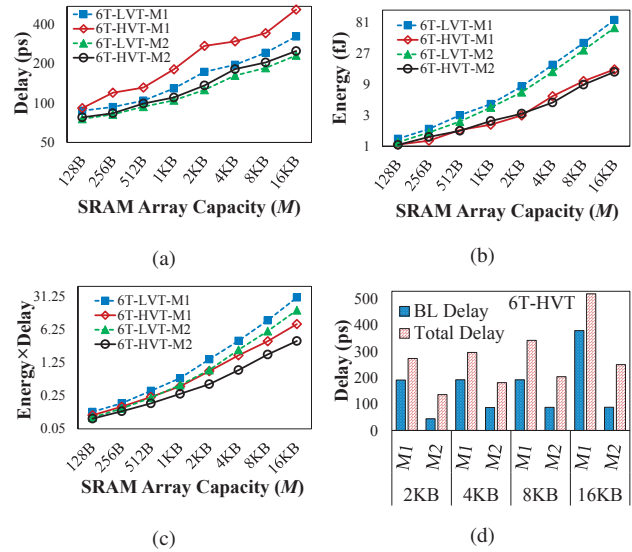 Delay (ps)
400
200
100
50
6T-LVT-M1
6T-HVT-M1
6T-LVT-M2
6T-HVT-M2
128B
256B
512B
1KB
2KB
4KB
8KB
16KB
SRAM Array Capacity (M)
(a)
Energy (fJ)
81
27
9
3
1
6T-LVT-M1
6T-HVT-M1
6T-LVT-M2
6T-HVT-M2
128B
256B
512B
1KB
2KB
4KB
8KB
16KB
SRAM Array Capacity (M)
(b)
Energy×Delay
31.25
6.25
1.25
0.25
0.05
6T-LVT-M1
6T-HVT-M1
6T-LVT-M2
6T-HVT-M2
128B
256B
512B
1KB
2KB
4KB
8KB
16KB
SRAM Array Capacity (M)
(c)
Delay (ps)
500
400
300
200
100
0
BL Delay
Total Delay
6T-HVT
M1 M2 M1 M2 M1 M2 M1 M2
2KB 4KB 8KB 16KB
(d)